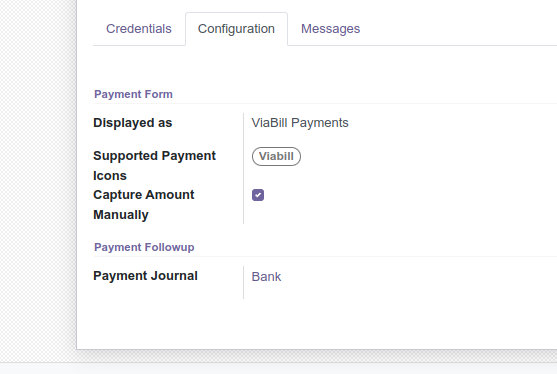 Credentials Configuration Messages
Payment Form
Displayed as ViaBill Payments
Supported Payment Viabill
Icons
Capture Amount
Manually
Payment Followup
Payment Journal Bank